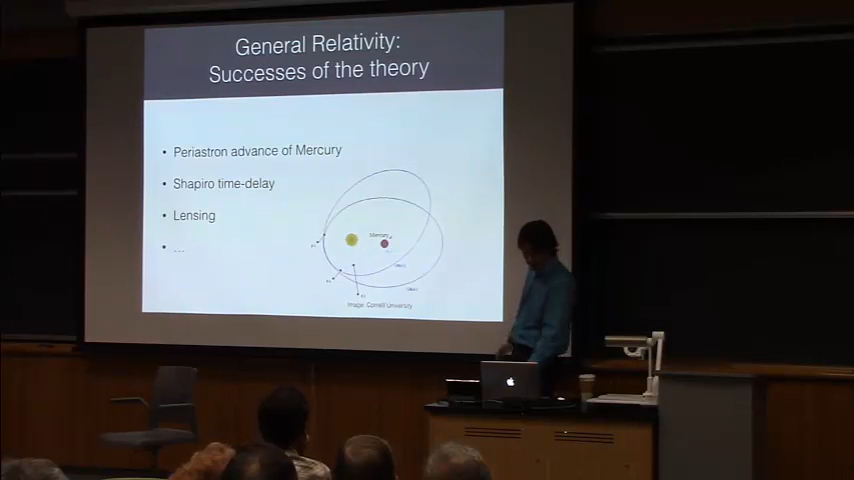 General Relativity:
Successes of the theory
• Periastron advance of Mercury
• Shapiro time-delay
• Lensing
• ...
Mercury
Image: Cornell University